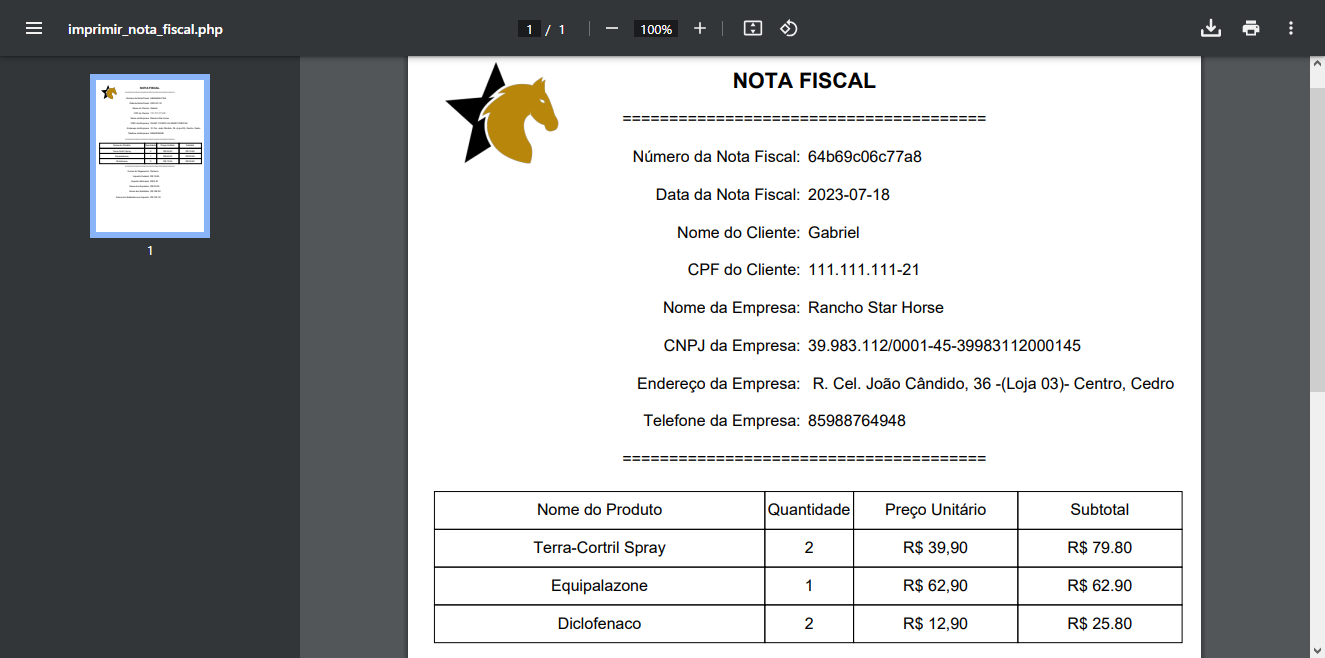 imprimir_nota_fiscal.php
1 / 1
100%
1
NOTA FISCAL
=======================================
Número da Nota Fiscal: 64b69c06c77a8
Data da Nota Fiscal: 2023-07-18
Nome do Cliente: Gabriel
CPF do Cliente: 111.111.111-21
Nome da Empresa: Rancho Star Horse
CNPJ da Empresa: 39.983.112/0001-45-39983112000145
Endereço da Empresa: R. Cel. João Cândido, 36 -(Loja 03)- Centro, Cedro
Telefone da Empresa: 85988764948
=======================================
Nome do Produto Quantidade Preço Unitário Subtotal
Terra-Cortril Spray 2 R$ 39,90 R$ 79.80
Equipalazone 1 R$ 62,90 R$ 62.90
Diclofenaco 2 R$ 12,90 R$ 25.80